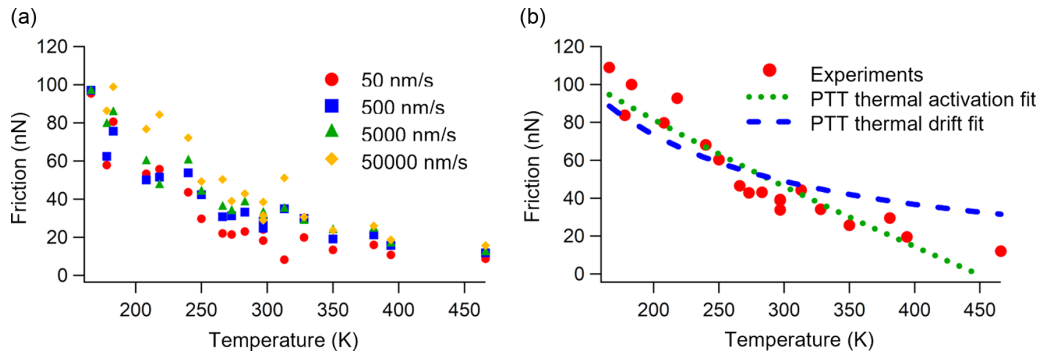 (a)
Friction (nN)
120
100
80
60
40
20
0
50 nm/s
500 nm/s
5000 nm/s
50000 nm/s
200 250 300 350 400 450
Temperature (K)
(b)
Friction (nN)
120
100
80
60
40
20
0
Experiments
PTT thermal activation fit
PTT thermal drift fit
200 250 300 350 400 450
Temperature (K)